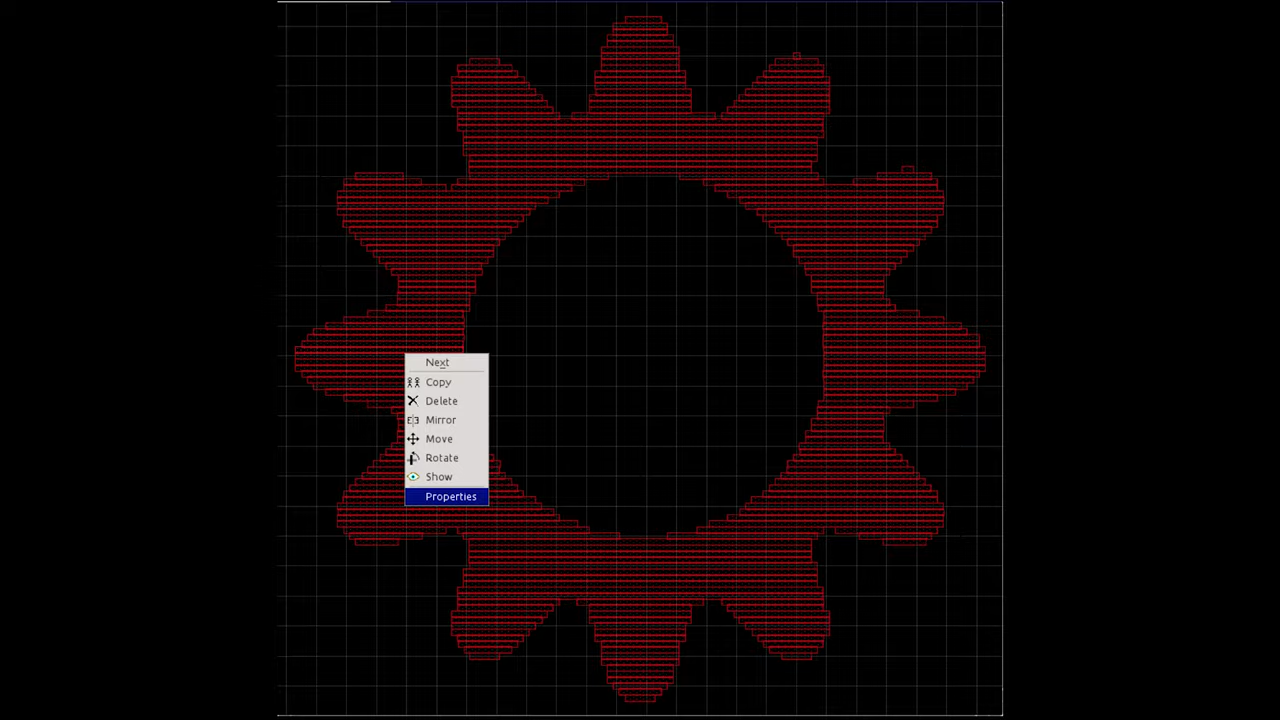 Next
Copy
Delete
Mirror
Move
Rotate
Show
Properties